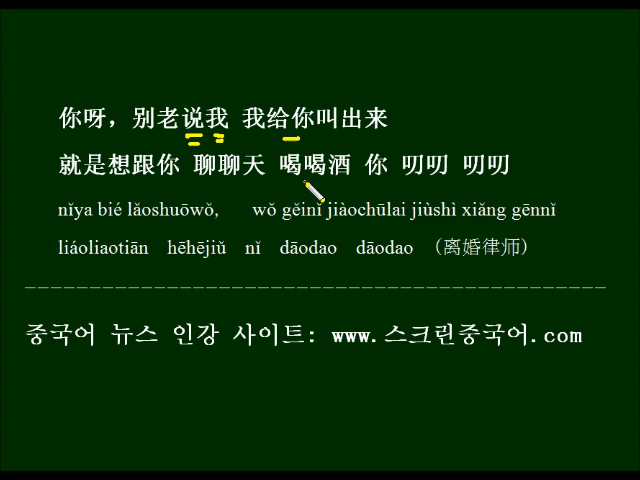 你呀，别老说我 我给你叫出来
就是想跟你 聊聊天 喝喝酒 你 叨叨 叨叨
nǐya bié lǎoshuōwǒ, wǒ gěinǐ jiàochūlai jiùshì xiǎng gēnnǐ
liáoliaotiān hēhējiǔ nǐ dāodao dāodao （离婚律师）
중국어 뉴스 인강 사이트: www.스크린중국어.com